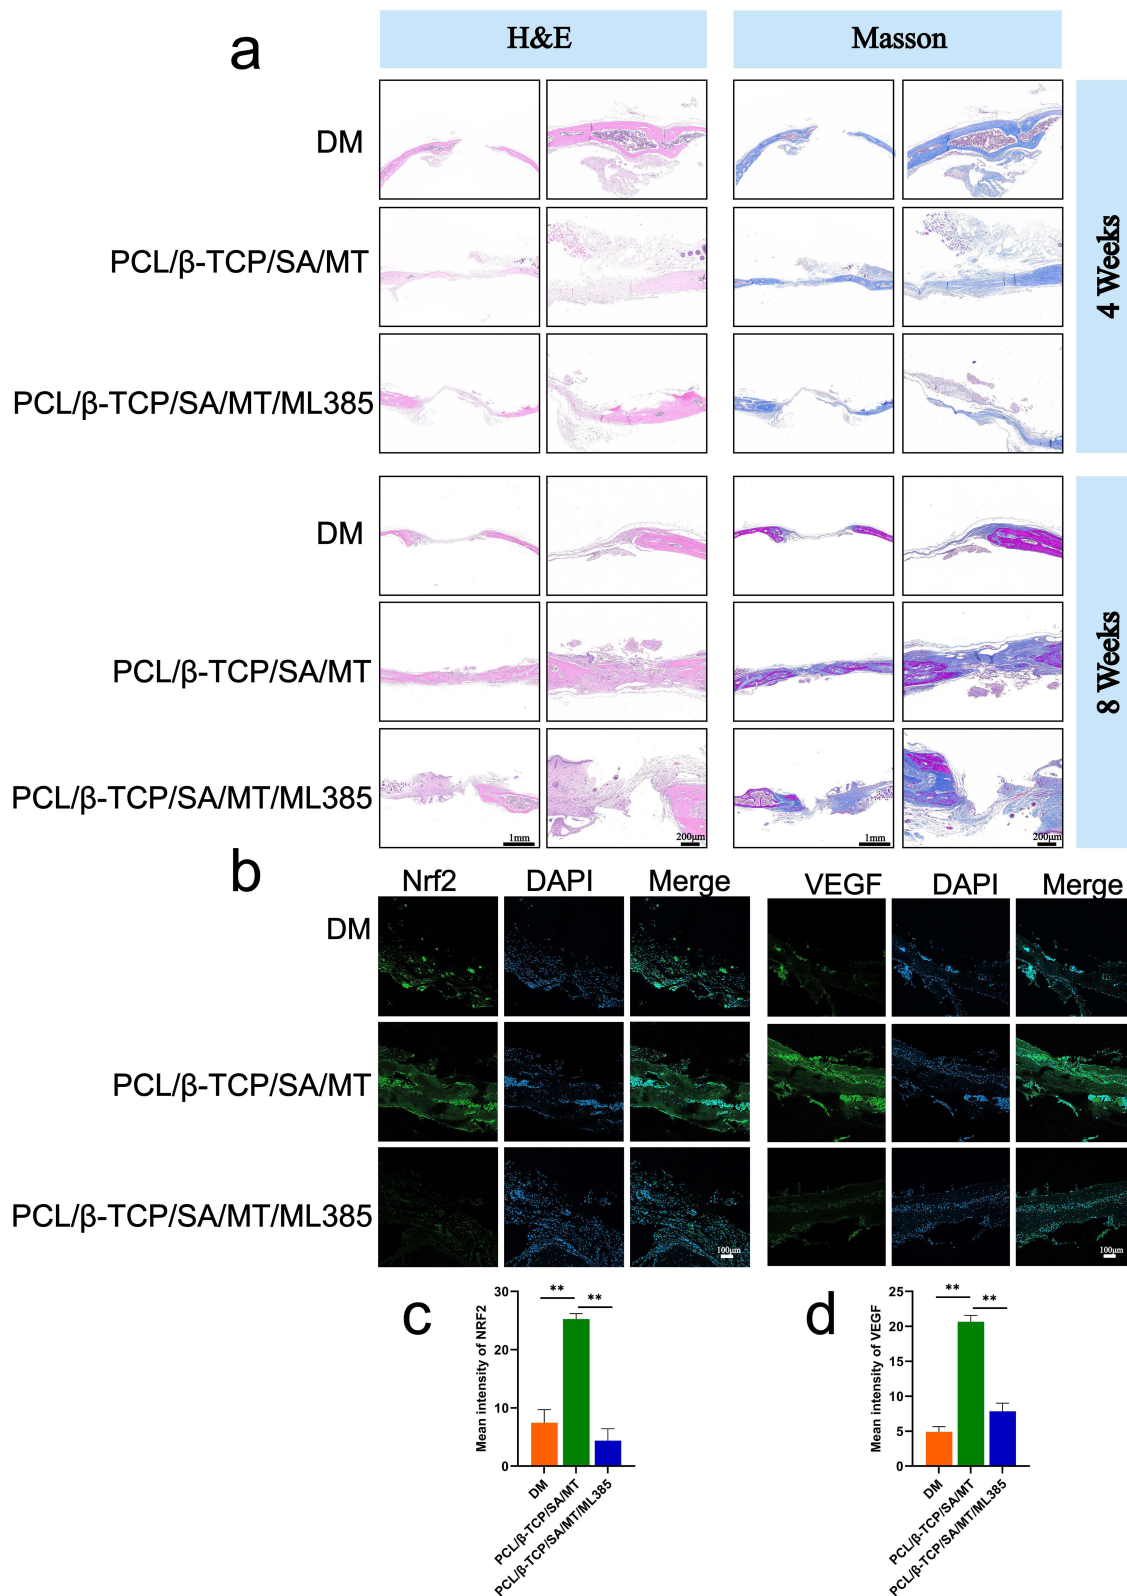 a
H&E
Masson
DM
PCL/β-TCP/SA/MT
PCL/β-TCP/SA/MT/ML385
4 Weeks
DM
PCL/β-TCP/SA/MT
PCL/β-TCP/SA/MT/ML385
8 Weeks
1mm
200μm
1mm
200μm
b
Nrf2
DAPI
Merge
VEGF
DAPI
Merge
DM
PCL/β-TCP/SA/MT
PCL/β-TCP/SA/MT/ML385
100μm
100μm
c
Mean intensity of NRF2
30
20
10
0
**
**
DM
PCL/β-TCP/SA/MT
PCL/β-TCP/SA/MT/ML385
d
Mean intensity of VEGF
25
20
15
10
5
0
**
**
DM
PCL/β-TCP/SA/MT
PCL/β-TCP/SA/MT/ML385